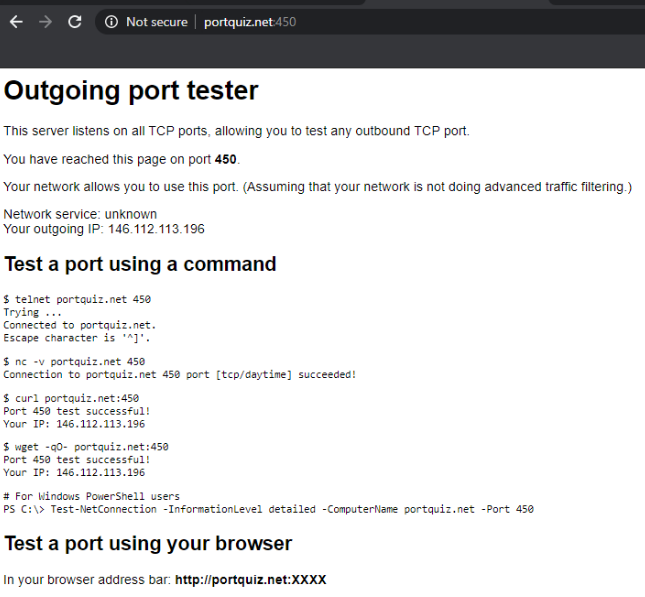 Not secure | portquiz.net:450
Outgoing port tester
This server listens on all TCP ports, allowing you to test any outbound TCP port.
You have reached this page on port 450.
Your network allows you to use this port. (Assuming that your network is not doing advanced traffic filtering.)
Network service: unknown
Your outgoing IP: 146.112.113.196
Test a port using a command
$ telnet portquiz.net 450
Trying ...
Connected to portquiz.net.
Escape character is '^]'.
$ nc -v portquiz.net 450
Connection to portquiz.net 450 port [tcp/daytime] succeeded!
$ curl portquiz.net:450
Port 450 test successful!
Your IP: 146.112.113.196
$ wget -qO- portquiz.net:450
Port 450 test successful!
Your IP: 146.112.113.196
# For Windows PowerShell users
PS C:\> Test-NetConnection -InformationLevel detailed -ComputerName portquiz.net -Port 450
Test a port using your browser
In your browser address bar: http://portquiz.net:XXXX